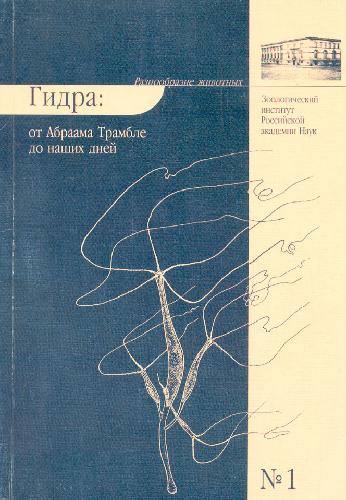 Разнообразие животных
Гидра:
от Абраама Трамбле
до наших дней
Зоологический
институт
Российской
академии Наук
№1